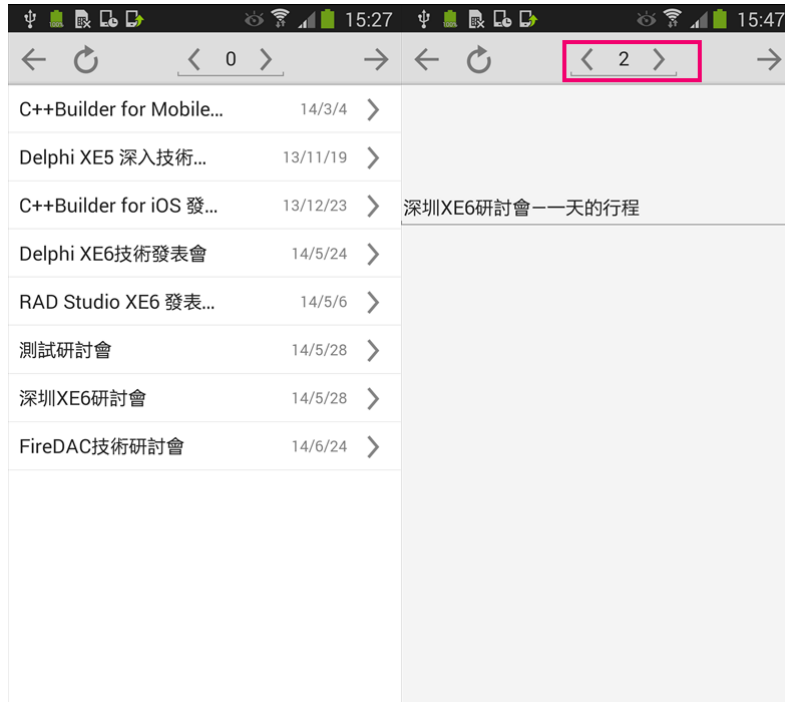 15:27
0
C++Builder for Mobile...
14/3/4
Delphi XE5 深入技術...
13/11/19
C++Builder for iOS 發...
13/12/23
Delphi XE6技術發表會
14/5/24
RAD Studio XE6 發表...
14/5/6
測試研討會
14/5/28
深圳XE6研討會
14/5/28
FireDAC技術研討會
14/6/24
15:47
2
深圳XE6研討會—一天的行程